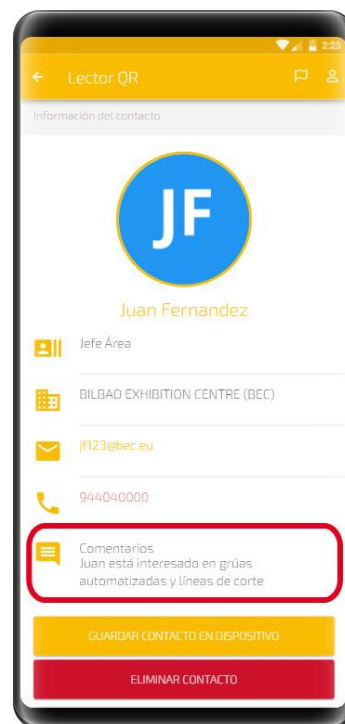 2:23
Lector QR
Información del contacto
JF
Juan Fernandez
Jefe Área
BILBAO EXHIBITION CENTRE (BEC)
jf123@bec.eu
944040000
Comentarios
Juan está interesado en grúas
automatizadas y líneas de corte
GUARDAR CONTACTO EN DISPOSITIVO
ELIMINAR CONTACTO